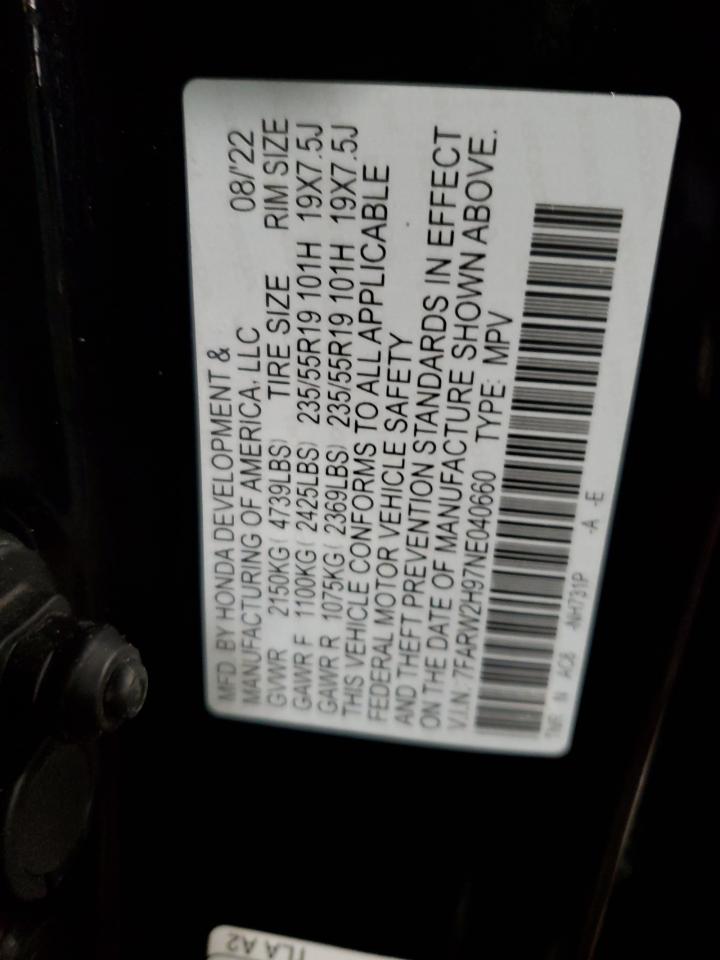 MFD. BY HONDA DEVELOPMENT &
MANUFACTURING OF AMERICA, LLC 08/'22
GVWR 2150KG( 4739LBS) TIRE SIZE RIM SIZE
GAWR F 1100KG( 2425LBS) 235/55R19 101H 19X7.5J
GAWR R 1075KG( 2369LBS) 235/55R19 101H 19X7.5J
THIS VEHICLE CONFORMS TO ALL APPLICABLE
FEDERAL MOTOR VEHICLE SAFETY
AND THEFT PREVENTION STANDARDS IN EFFECT
ON THE DATE OF MANUFACTURE SHOWN ABOVE.
V.I.N.: 7FARW2H97NE040660 TYPE: MPV
N AC6 -NH731P -A -E
TLA A2